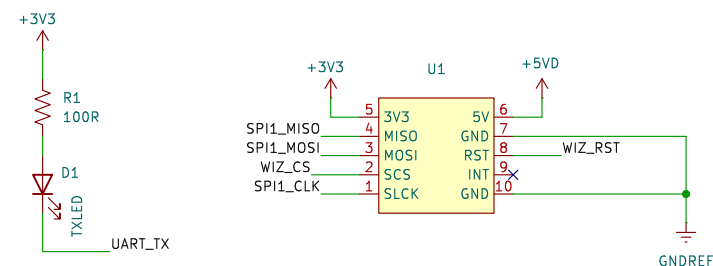 +3V3
R1
100R
D1
TXLED
UART_TX
+3V3
U1
+5VD
5 3V3 5V 6
SPI1_MISO 4 MISO GND 7
SPI1_MOSI 3 MOSI RST 8 WIZ_RST
WIZ_CS 2 SCS INT 9
SPI1_CLK 1 SLCK GND 10
GNDREF